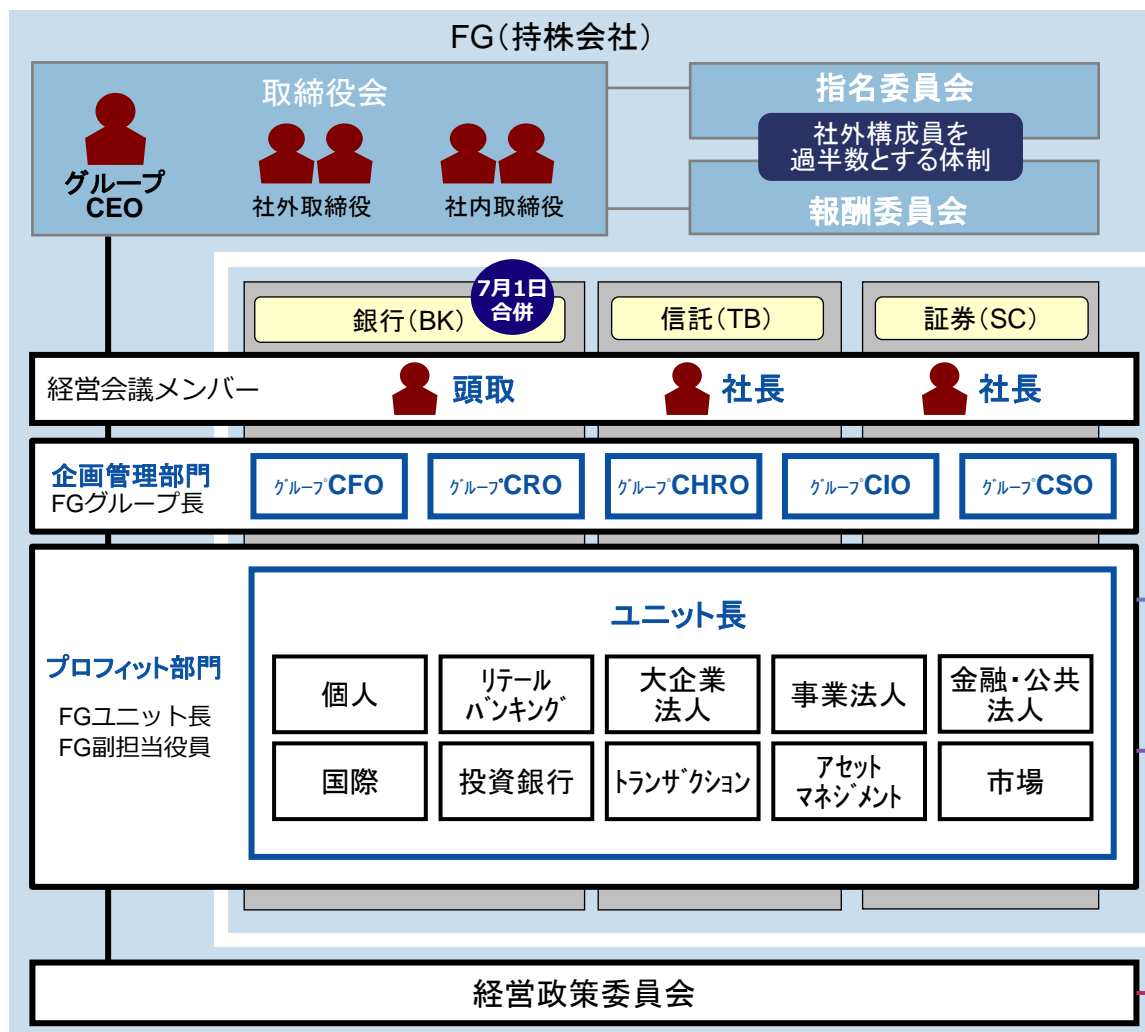 FG(持株会社)
取締役会
グループ
CEO
社外取締役
社内取締役
指名委員会
社外構成員を
過半数とする体制
報酬委員会
7月1日
合併
銀行(BK)
信託(TB)
証券(SC)
経営会議メンバー
頭取
社長
社長
企画管理部門
FGグループ長
グループCFO
グループCRO
グループCHRO
グループCIO
グループCSO
プロフィット部門
FGユニット長
FG副担当役員
ユニット長
個人
リテール
バンキング
大企業
法人
事業法人
金融・公共
法人
国際
投資銀行
トランザクション
アセット
マネジメント
市場
経営政策委員会